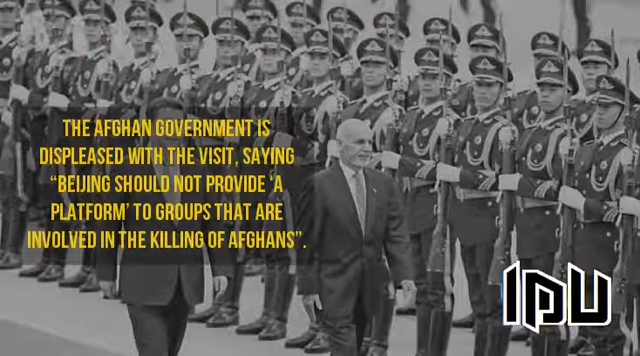 THE AFGHAN GOVERNMENT IS
DISPLEASED WITH THE VISIT, SAYING
“BEIJING SHOULD NOT PROVIDE ‘A
PLATFORM’ TO GROUPS THAT ARE
INVOLVED IN THE KILLING OF AFGHANS”.
IPU